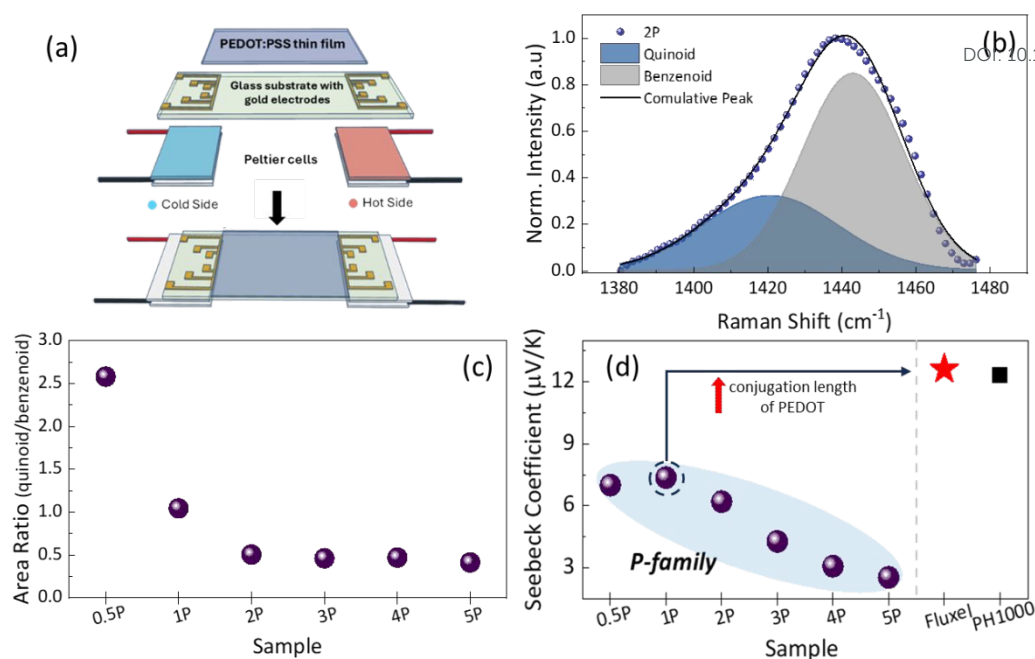 (a)
PEDOT:PSS thin film
Glass substrate with
gold electrodes
Peltier cells
Cold Side
Hot Side
(b)
2P
Quinoid
Benzenoid
Comulative Peak
Norm. Intensity (a.u)
1.0
0.8
0.6
0.4
0.2
0.0
1380
1400
1420
1440
1460
1480
Raman Shift (cm⁻¹)
(c)
Area Ratio (quinoid/benzenoid)
3.0
2.5
2.0
1.5
1.0
0.5
0.0
0.5P
1P
2P
3P
4P
5P
Sample
(d)
Seebeck Coefficient (µV/K)
12
9
6
3
conjugation length
of PEDOT
P-family
0.5P
1P
2P
3P
4P
5P
Fluxel
PH1000
Sample